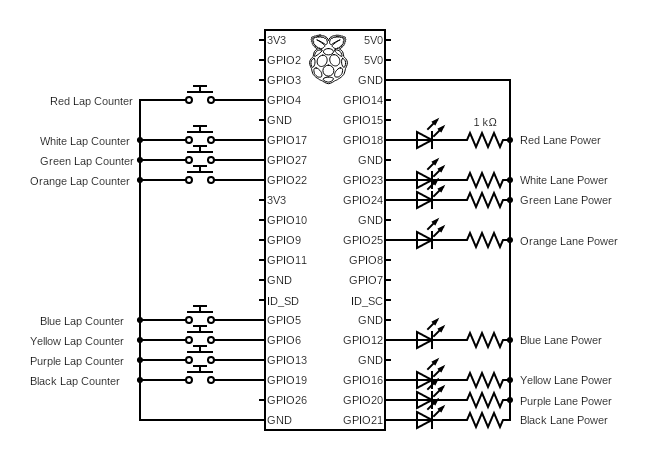 3V3 5V0
GPIO2 5V0
GPIO3 GND
Red Lap Counter GPIO4 GPIO14
GND GPIO15 1 kΩ
White Lap Counter GPIO17 GPIO18 Red Lane Power
Green Lap Counter GPIO27 GND
Orange Lap Counter GPIO22 GPIO23 White Lane Power
3V3 GPIO24 Green Lane Power
GPIO10 GND
GPIO9 GPIO25 Orange Lane Power
GPIO11 GPIO8
GND GPIO7
ID_SD ID_SC
Blue Lap Counter GPIO5 GND
Yellow Lap Counter GPIO6 GPIO12 Blue Lane Power
Purple Lap Counter GPIO13 GND
Black Lap Counter GPIO19 GPIO16 Yellow Lane Power
GPIO26 GPIO20 Purple Lane Power
GND GPIO21 Black Lane Power